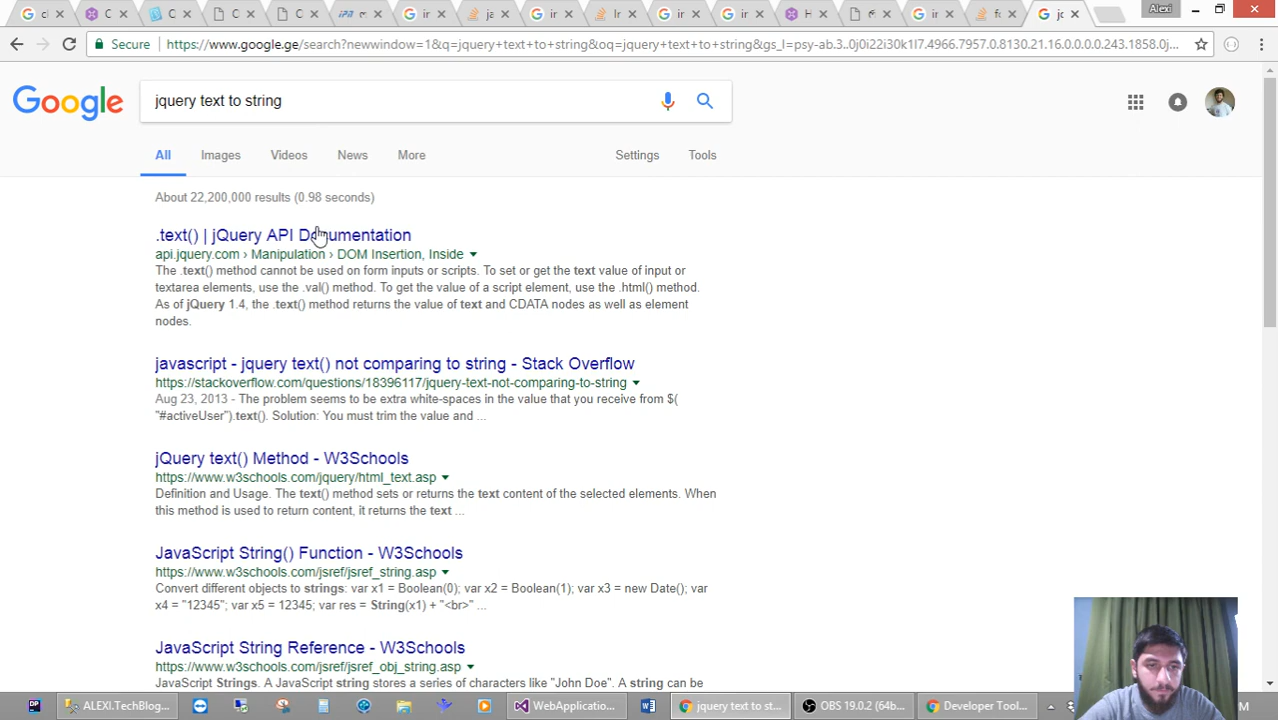 Alexi
Secure
https://www.google.ge/search?newwindow=1&q=jquery+text+to+string&oq=jquery+text+to+string&gs_l=psy-ab.3..0j0i22i30k1l7.4966.7957.0.8130.21.16.0.0.0.0.243.1858.0j...
Google
jquery text to string
All Images Videos News More Settings Tools
About 22,200,000 results (0.98 seconds)
.text() | jQuery API Documentation
api.jquery.com › Manipulation › DOM Insertion, Inside
The .text() method cannot be used on form inputs or scripts. To set or get the text value of input or
textarea elements, use the .val() method. To get the value of a script element, use the .html() method.
As of jQuery 1.4, the .text() method returns the value of text and CDATA nodes as well as element
nodes.
javascript - jquery text() not comparing to string - Stack Overflow
https://stackoverflow.com/questions/18396117/jquery-text-not-comparing-to-string
Aug 23, 2013 - The problem seems to be extra white-spaces in the value that you receive from $(
"#activeUser").text(). Solution: You must trim the value and ...
jQuery text() Method - W3Schools
https://www.w3schools.com/jquery/html_text.asp
Definition and Usage. The text() method sets or returns the text content of the selected elements. When
this method is used to return content, it returns the text ...
JavaScript String() Function - W3Schools
https://www.w3schools.com/jsref/jsref_string.asp
Convert different objects to strings: var x1 = Boolean(0); var x2 = Boolean(1); var x3 = new Date(); var
x4 = "12345"; var x5 = 12345; var res = String(x1) + "<br>" ...
JavaScript String Reference - W3Schools
https://www.w3schools.com/jsref/jsref_obj_string.asp
JavaScript Strings. A JavaScript string stores a series of characters like "John Doe". A string can be
ALEXI.TechBlog... WebApplicatio... jquery text to st... OBS 19.0.2 (64b... Developer Tool...